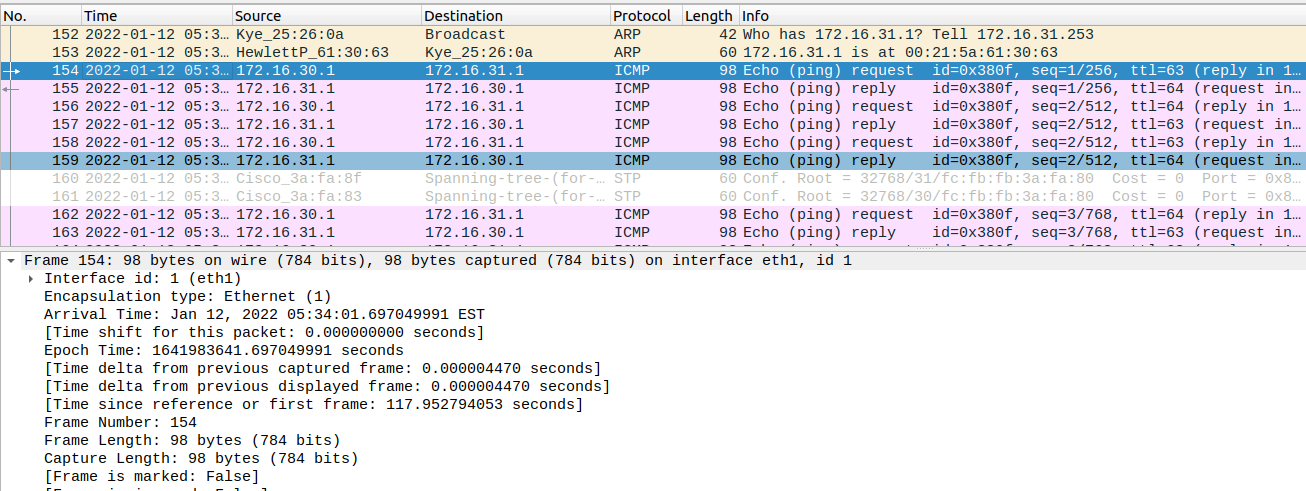 No. Time Source Destination Protocol Length Info
152 2022-01-12 05:3… Kye_25:26:0a Broadcast ARP 42 Who has 172.16.31.1? Tell 172.16.31.253
153 2022-01-12 05:3… HewlettP_61:30:63 Kye_25:26:0a ARP 60 172.16.31.1 is at 00:21:5a:61:30:63
154 2022-01-12 05:3… 172.16.30.1 172.16.31.1 ICMP 98 Echo (ping) request id=0x380f, seq=1/256, ttl=63 (reply in 1…
155 2022-01-12 05:3… 172.16.31.1 172.16.30.1 ICMP 98 Echo (ping) reply id=0x380f, seq=1/256, ttl=64 (request in…
156 2022-01-12 05:3… 172.16.30.1 172.16.31.1 ICMP 98 Echo (ping) request id=0x380f, seq=2/512, ttl=64 (reply in 1…
157 2022-01-12 05:3… 172.16.31.1 172.16.30.1 ICMP 98 Echo (ping) reply id=0x380f, seq=2/512, ttl=63 (request in…
158 2022-01-12 05:3… 172.16.30.1 172.16.31.1 ICMP 98 Echo (ping) request id=0x380f, seq=2/512, ttl=63 (reply in 1…
159 2022-01-12 05:3… 172.16.31.1 172.16.30.1 ICMP 98 Echo (ping) reply id=0x380f, seq=2/512, ttl=64 (request in…
160 2022-01-12 05:3… Cisco_3a:fa:8f Spanning-tree-(for-… STP 60 Conf. Root = 32768/31/fc:fb:fb:3a:fa:80 Cost = 0 Port = 0x8…
161 2022-01-12 05:3… Cisco_3a:fa:83 Spanning-tree-(for-… STP 60 Conf. Root = 32768/30/fc:fb:fb:3a:fa:80 Cost = 0 Port = 0x8…
162 2022-01-12 05:3… 172.16.30.1 172.16.31.1 ICMP 98 Echo (ping) request id=0x380f, seq=3/768, ttl=64 (reply in 1…
163 2022-01-12 05:3… 172.16.31.1 172.16.30.1 ICMP 98 Echo (ping) reply id=0x380f, seq=3/768, ttl=63 (request in…
Frame 154: 98 bytes on wire (784 bits), 98 bytes captured (784 bits) on interface eth1, id 1
Interface id: 1 (eth1)
Encapsulation type: Ethernet (1)
Arrival Time: Jan 12, 2022 05:34:01.697049991 EST
[Time shift for this packet: 0.000000000 seconds]
Epoch Time: 1641983641.697049991 seconds
[Time delta from previous captured frame: 0.000004470 seconds]
[Time delta from previous displayed frame: 0.000004470 seconds]
[Time since reference or first frame: 117.952794053 seconds]
Frame Number: 154
Frame Length: 98 bytes (784 bits)
Capture Length: 98 bytes (784 bits)
[Frame is marked: False]